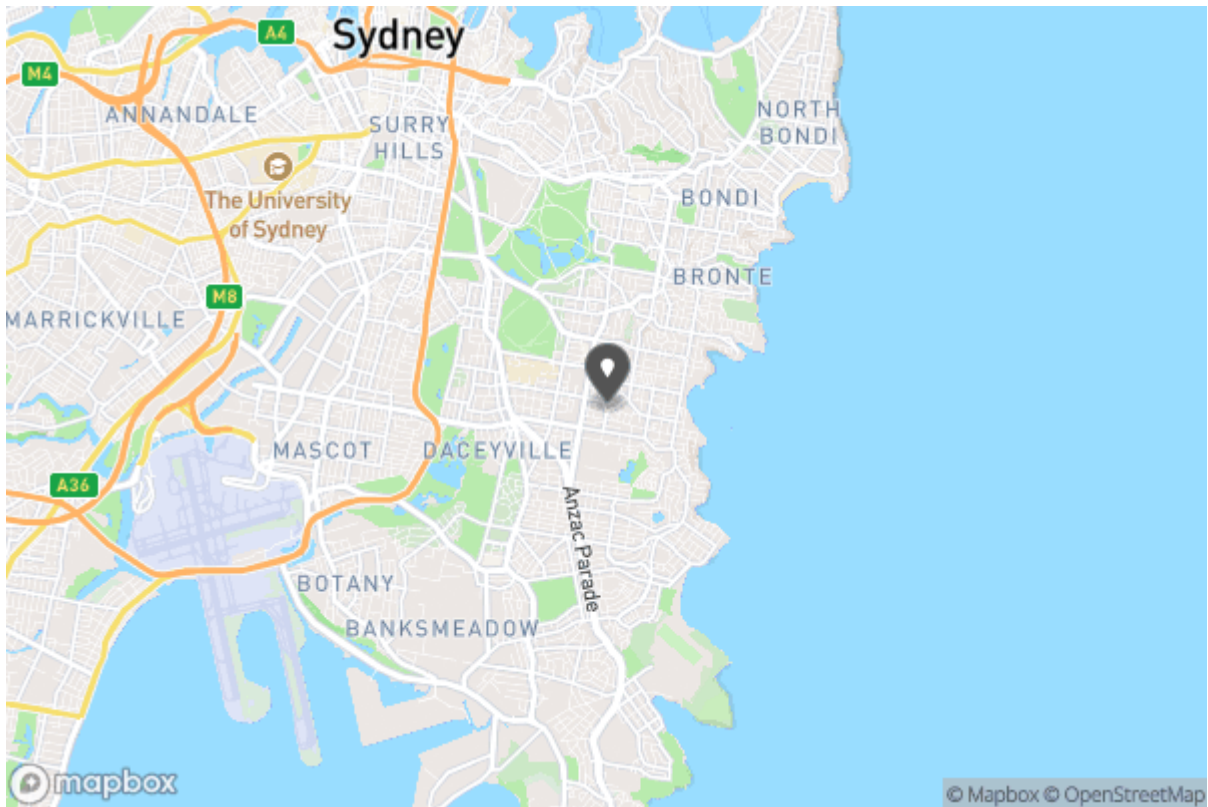 Sydney
A4
M4
ANNANDALE
NORTH
BONDI
SURRY
HILLS
The University
of Sydney
BONDI
BRONTE
M8
MARRICKVILLE
MASCOT
DACEYVILLE
A36
Anzac Parade
BOTANY
BANKSMEADOW
mapbox
© Mapbox © OpenStreetMap